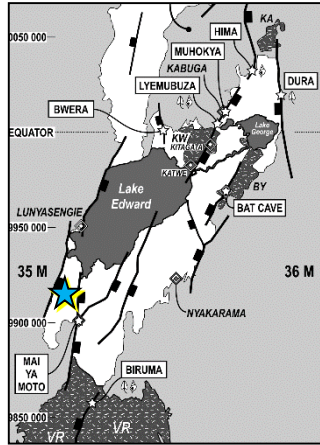 0050 000
KA
HIMA
MUHOKYA
KABUGA
LYEMUBUZA
DURA
BWERA
EQUATOR
KW
KITAGATA
Lake
George
KATWE
Lake
Edward
BY
LUNYASENGIE
BAT CAVE
9950 000
35 M
36 M
NYAKARAMA
9900 000
MAI
YA
MOTO
BIRUMA
9850 000
VR
VR